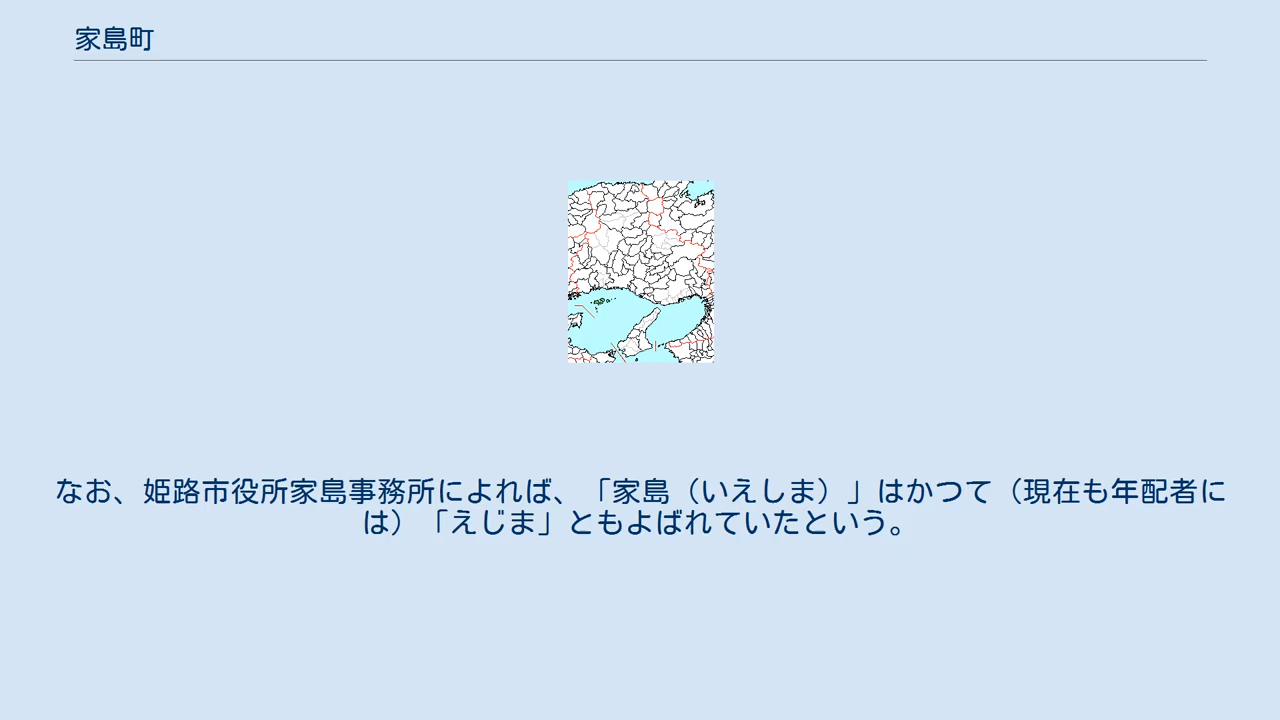 家島町
なお、姫路市役所家島事務所によれば、「家島（いえしま）」はかつて（現在も年配者に
は）「えじま」ともよばれていたという。